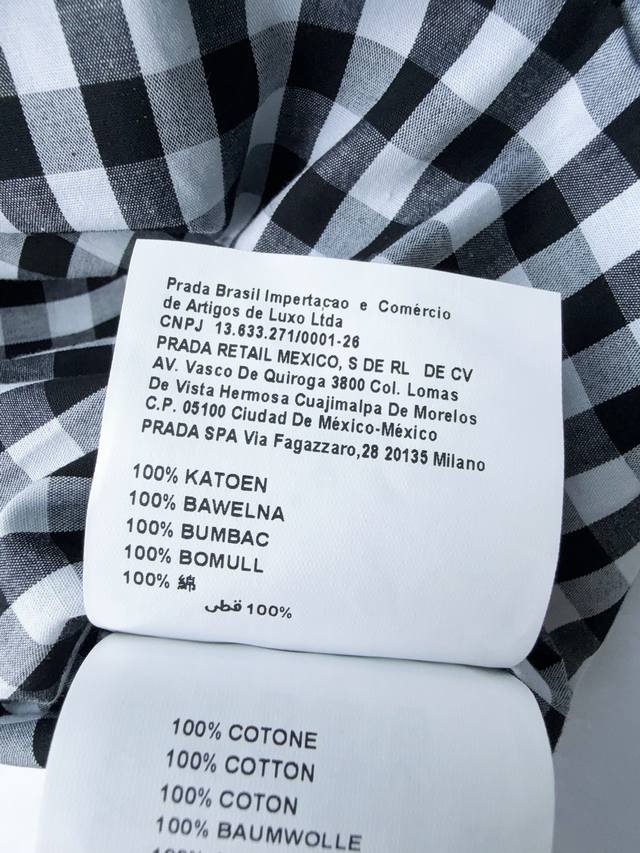 Prada Brasil Impertaçao e Comércio
de Artigos de Luxo Ltda
CNPJ 13.633.271/0001-26
PRADA RETAIL MEXICO, S DE RL DE CV
AV. Vasco De Quiroga 3800 Col. Lomas
De Vista Hermosa Cuajimalpa De Morelos
C.P. 05100 Ciudad De México-México
PRADA SPA Via Fagazzaro,28 20135 Milano
100% KATOEN
100% BAWELNA
100% BUMBAC
100% BOMULL
100% 綿
100% قطى
100% COTONE
100% COTTON
100% COTON
100% BAUMWOLLE